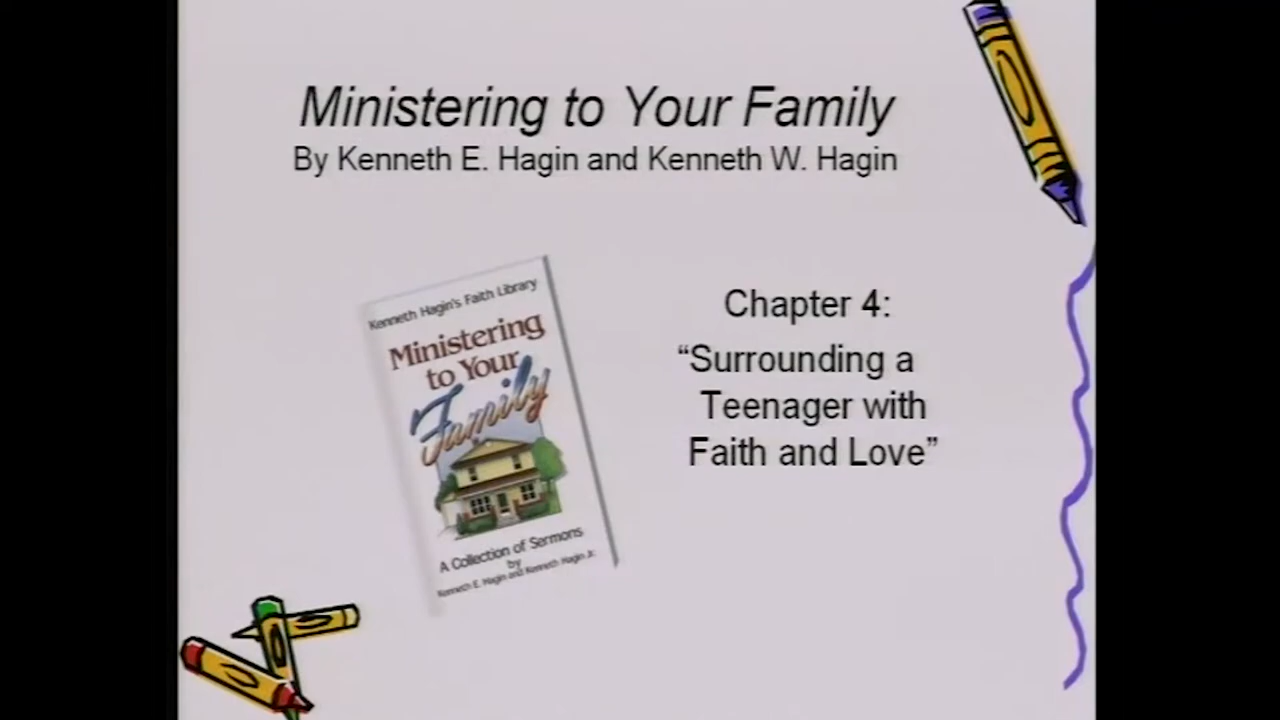 Ministering to Your Family
By Kenneth E. Hagin and Kenneth W. Hagin
Kenneth Hagin's Faith Library
Ministering
to Your
Family
A Collection of Sermons
by
Kenneth E. Hagin and Kenneth Hagin Jr.
Chapter 4:
“Surrounding a
Teenager with
Faith and Love”